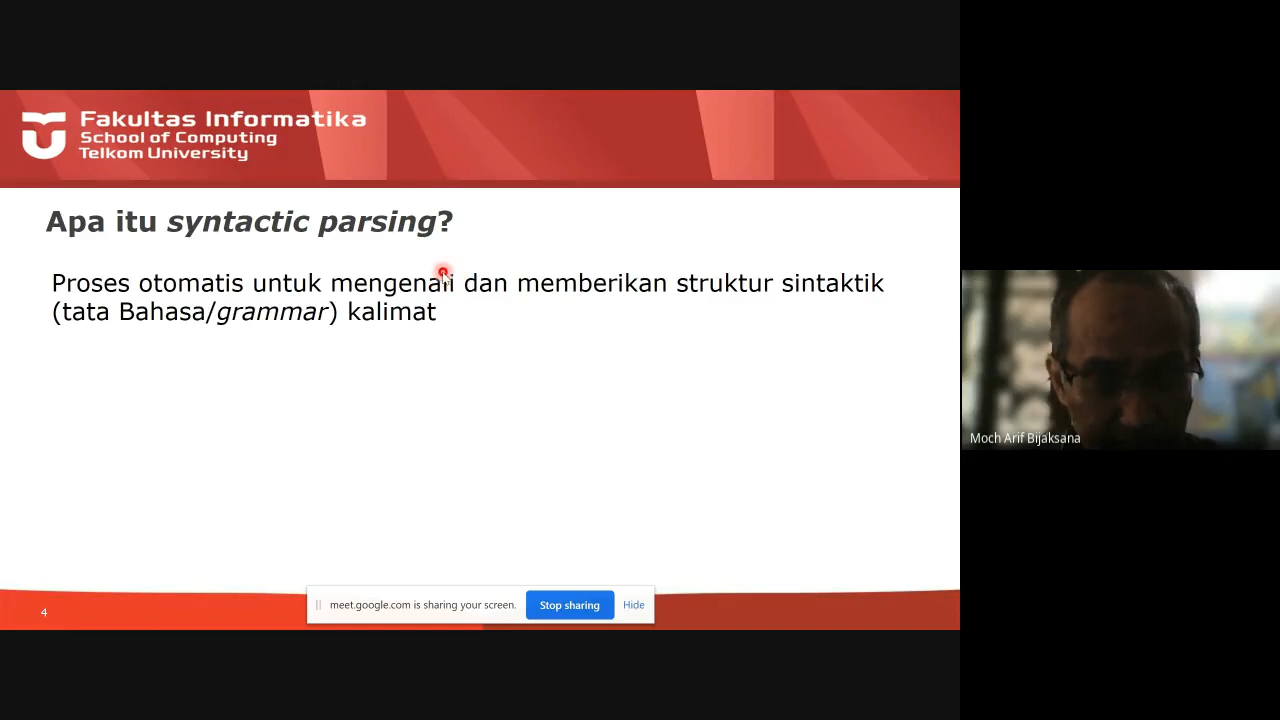 Fakultas Informatika
School of Computing
Telkom University
Apa itu syntactic parsing?
Proses otomatis untuk mengenali dan memberikan struktur sintaktik
(tata Bahasa/grammar) kalimat
Moch Arif Bijaksana
meet.google.com is sharing your screen.
Stop sharing
Hide
4